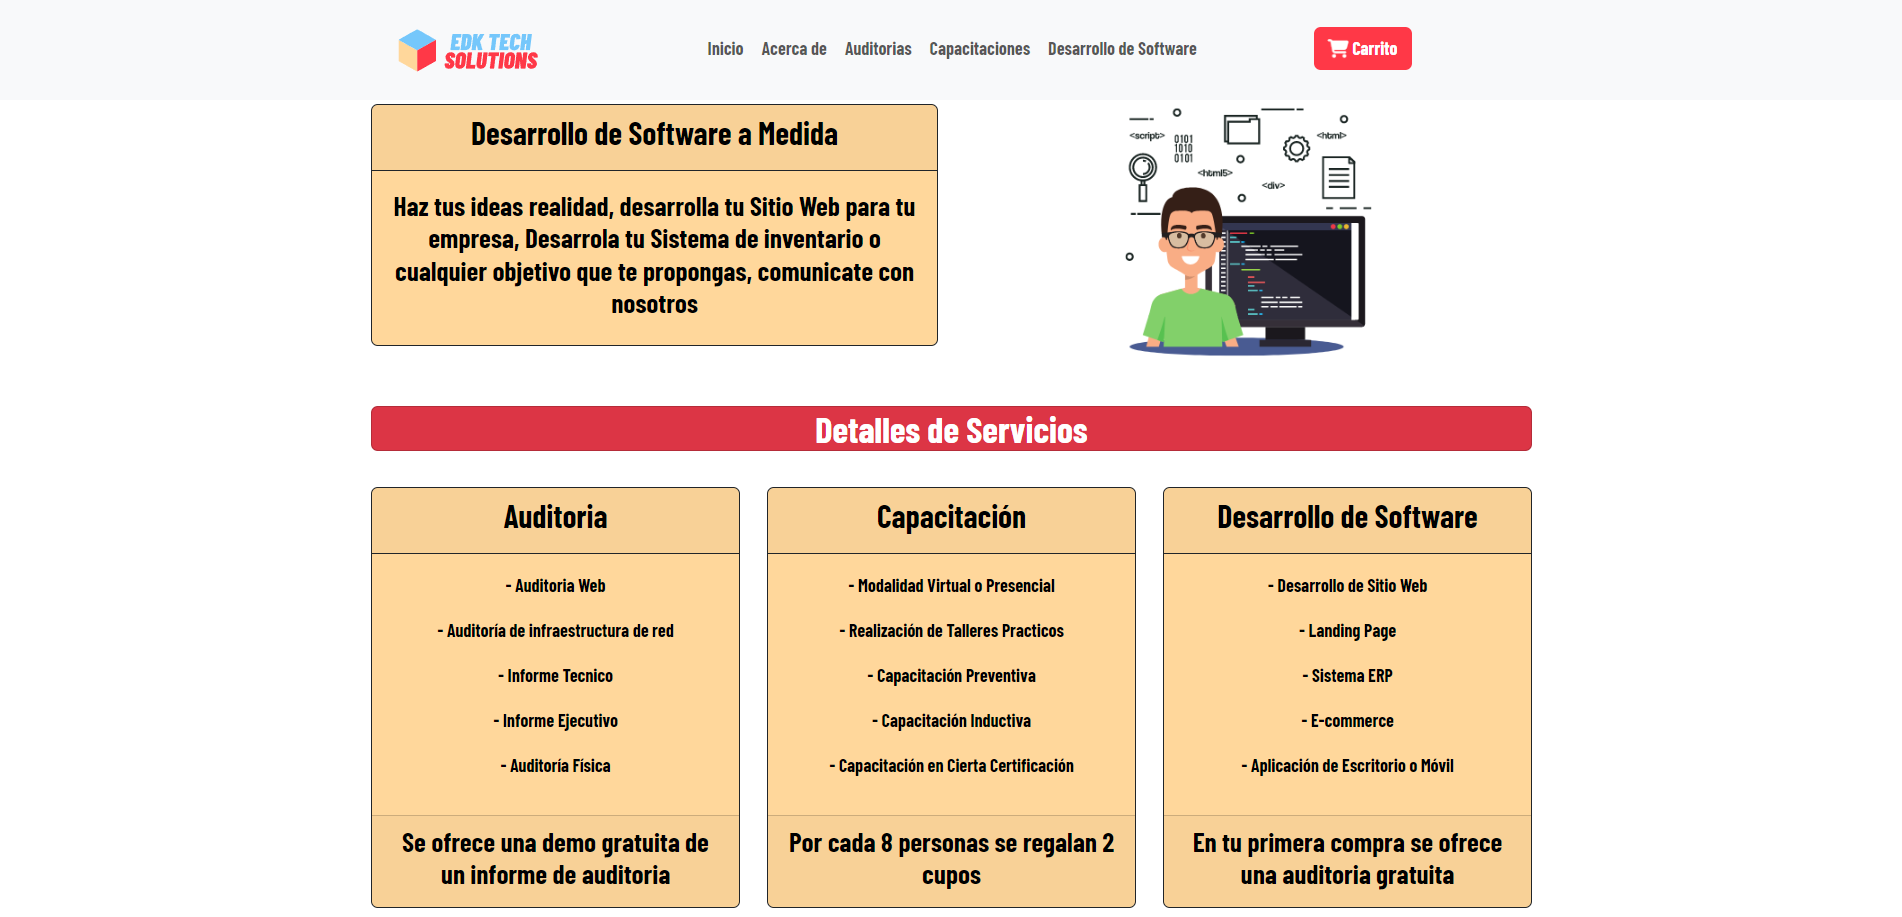 EDK TECH
SOLUTIONS
Inicio Acerca de Auditorias Capacitaciones Desarrollo de Software
Carrito
Desarrollo de Software a Medida
Haz tus ideas realidad, desarrolla tu Sitio Web para tu
empresa, Desarrola tu Sistema de inventario o
cualquier objetivo que te propongas, comunicate con
nosotros
<script>
0101
1010
0101
<html>
<html5>
<div>
Detalles de Servicios
Auditoria
- Auditoria Web
- Auditoría de infraestructura de red
- Informe Tecnico
- Informe Ejecutivo
- Auditoría Física
Se ofrece una demo gratuita de
un informe de auditoria
Capacitación
- Modalidad Virtual o Presencial
- Realización de Talleres Practicos
- Capacitación Preventiva
- Capacitación Inductiva
- Capacitación en Cierta Certificación
Por cada 8 personas se regalan 2
cupos
Desarrollo de Software
- Desarrollo de Sitio Web
- Landing Page
- Sistema ERP
- E-commerce
- Aplicación de Escritorio o Móvil
En tu primera compra se ofrece
una auditoria gratuita